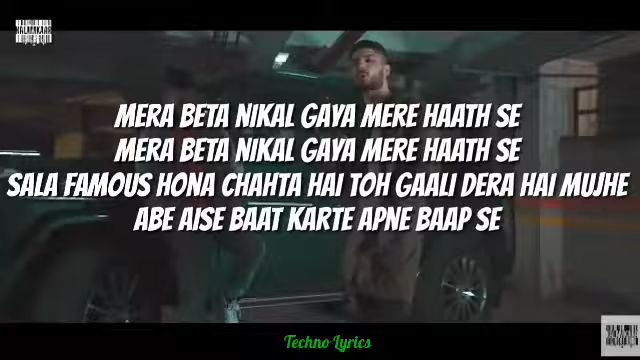 KALAMKAAR
MERA BETA NIKAL GAYA MERE HAATH SE
MERA BETA NIKAL GAYA MERE HAATH SE
SALA FAMOUS HONA CHAHTA HAI TOH GAALI DERA HAI MUJHE
ABE AISE BAAT KARTE APNE BAAP SE
Techno Lyrics